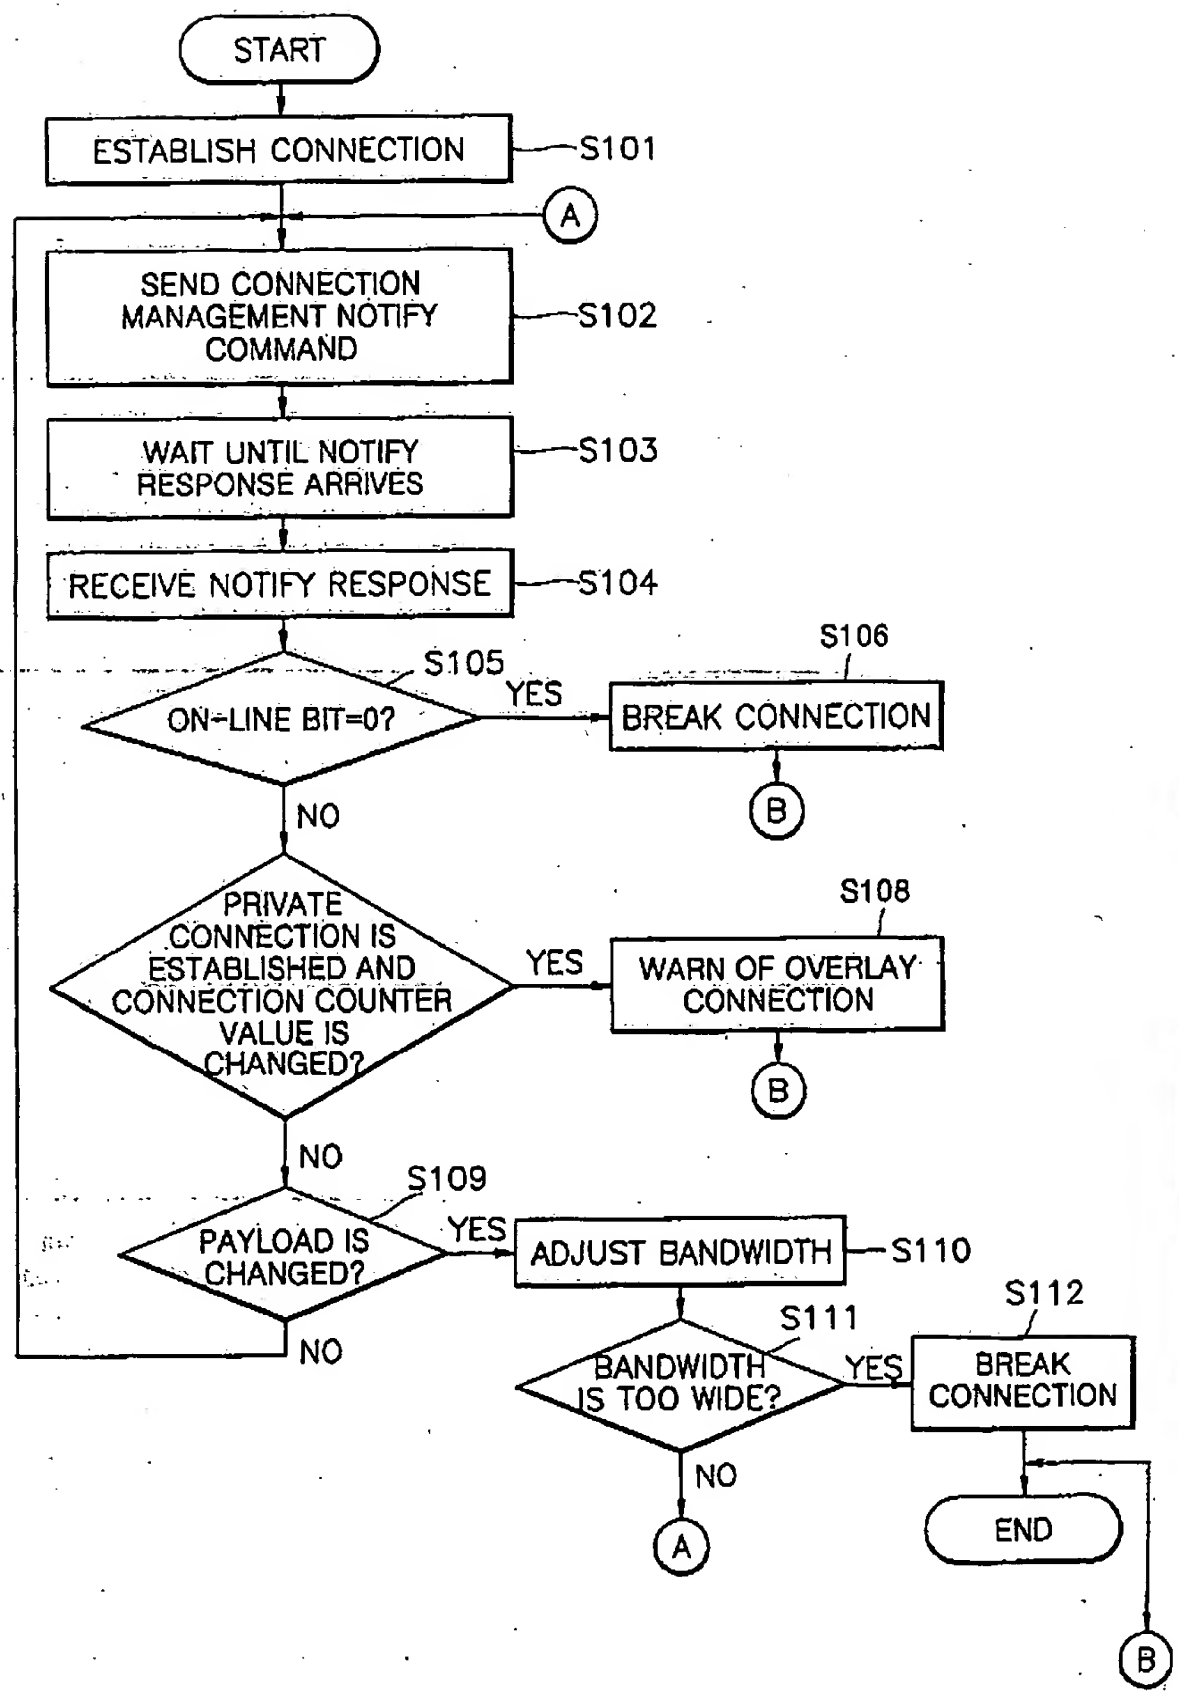 START
ESTABLISH CONNECTION
S101
A
SEND CONNECTION
MANAGEMENT NOTIFY
COMMAND
S102
WAIT UNTIL NOTIFY
RESPONSE ARRIVES
S103
RECEIVE NOTIFY RESPONSE
S104
S105
ON-LINE BIT=0?
YES
S106
BREAK CONNECTION
B
NO
PRIVATE
CONNECTION IS
ESTABLISHED AND
CONNECTION COUNTER
VALUE IS
CHANGED?
YES
S108
WARN OF OVERLAY
CONNECTION
B
NO
S109
PAYLOAD IS
CHANGED?
YES
ADJUST BANDWIDTH
S110
NO
S111
BANDWIDTH
IS TOO WIDE?
YES
S112
BREAK
CONNECTION
NO
A
END
B